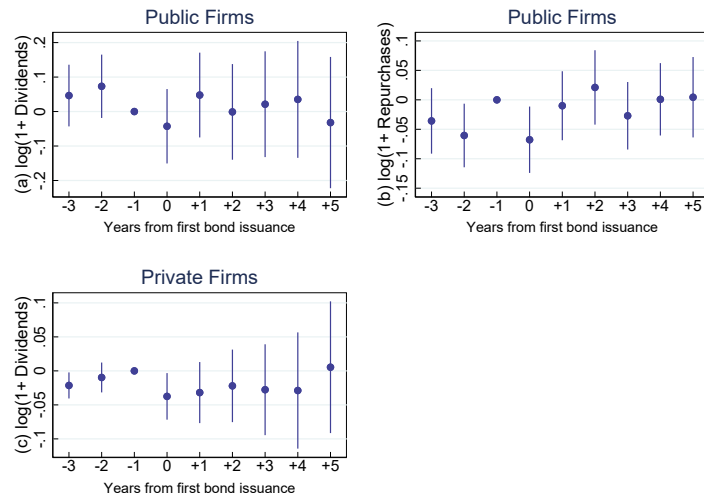 Public Firms
(a) log(1+ Dividends)
.2
.1
0
-.1
-.2
-3 -2 -1 0 +1 +2 +3 +4 +5
Years from first bond issuance
Public Firms
(b) log(1+ Repurchases)
.1
.05
0
-.05
-.1
-.15
-3 -2 -1 0 +1 +2 +3 +4 +5
Years from first bond issuance
Private Firms
(c) log(1+ Dividends)
.1
.05
0
-.05
-.1
-3 -2 -1 0 +1 +2 +3 +4 +5
Years from first bond issuance